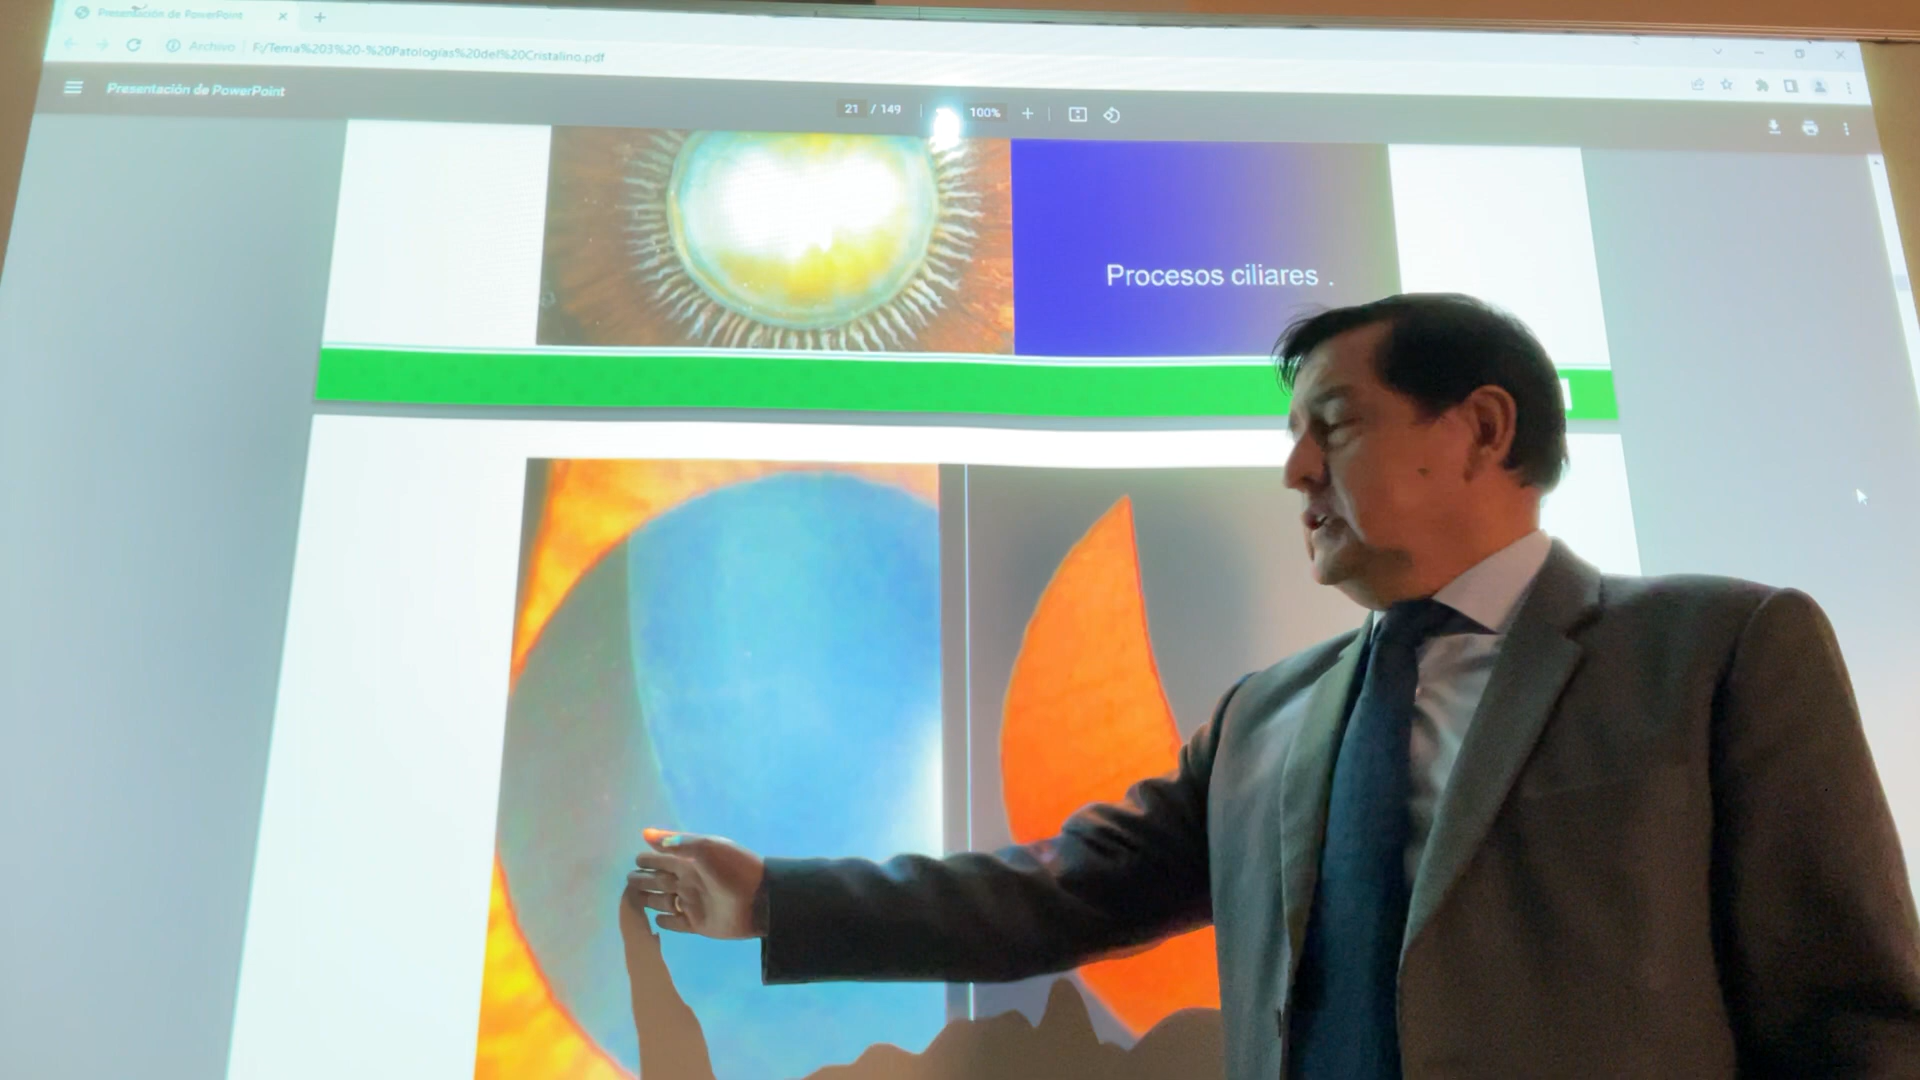 Presentación de PowerPoint
Archivo F:/Tema%203%20-%20Patologías%20del%20Cristalino.pdf
Presentación de PowerPoint
21 / 149
100%
Procesos ciliares .